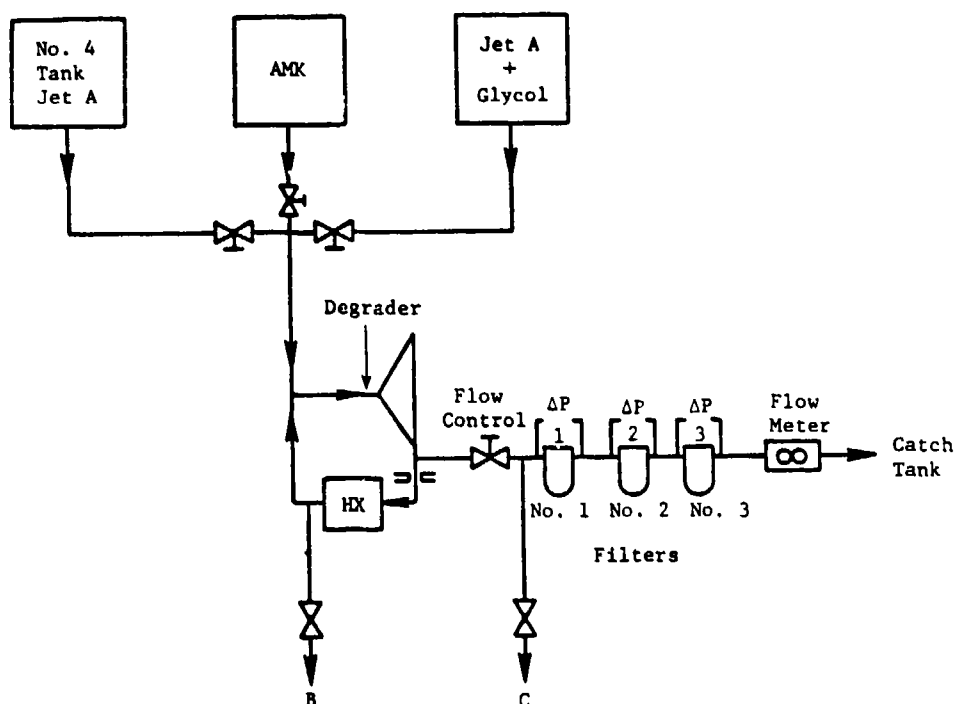 No. 4
Tank
Jet A
AMK
Jet A
+
Glycol
Degrader
Flow
Control
ΔP
1
ΔP
2
ΔP
3
Flow
Meter
Catch
Tank
HX
No. 1 No. 2 No. 3
Filters
B
C